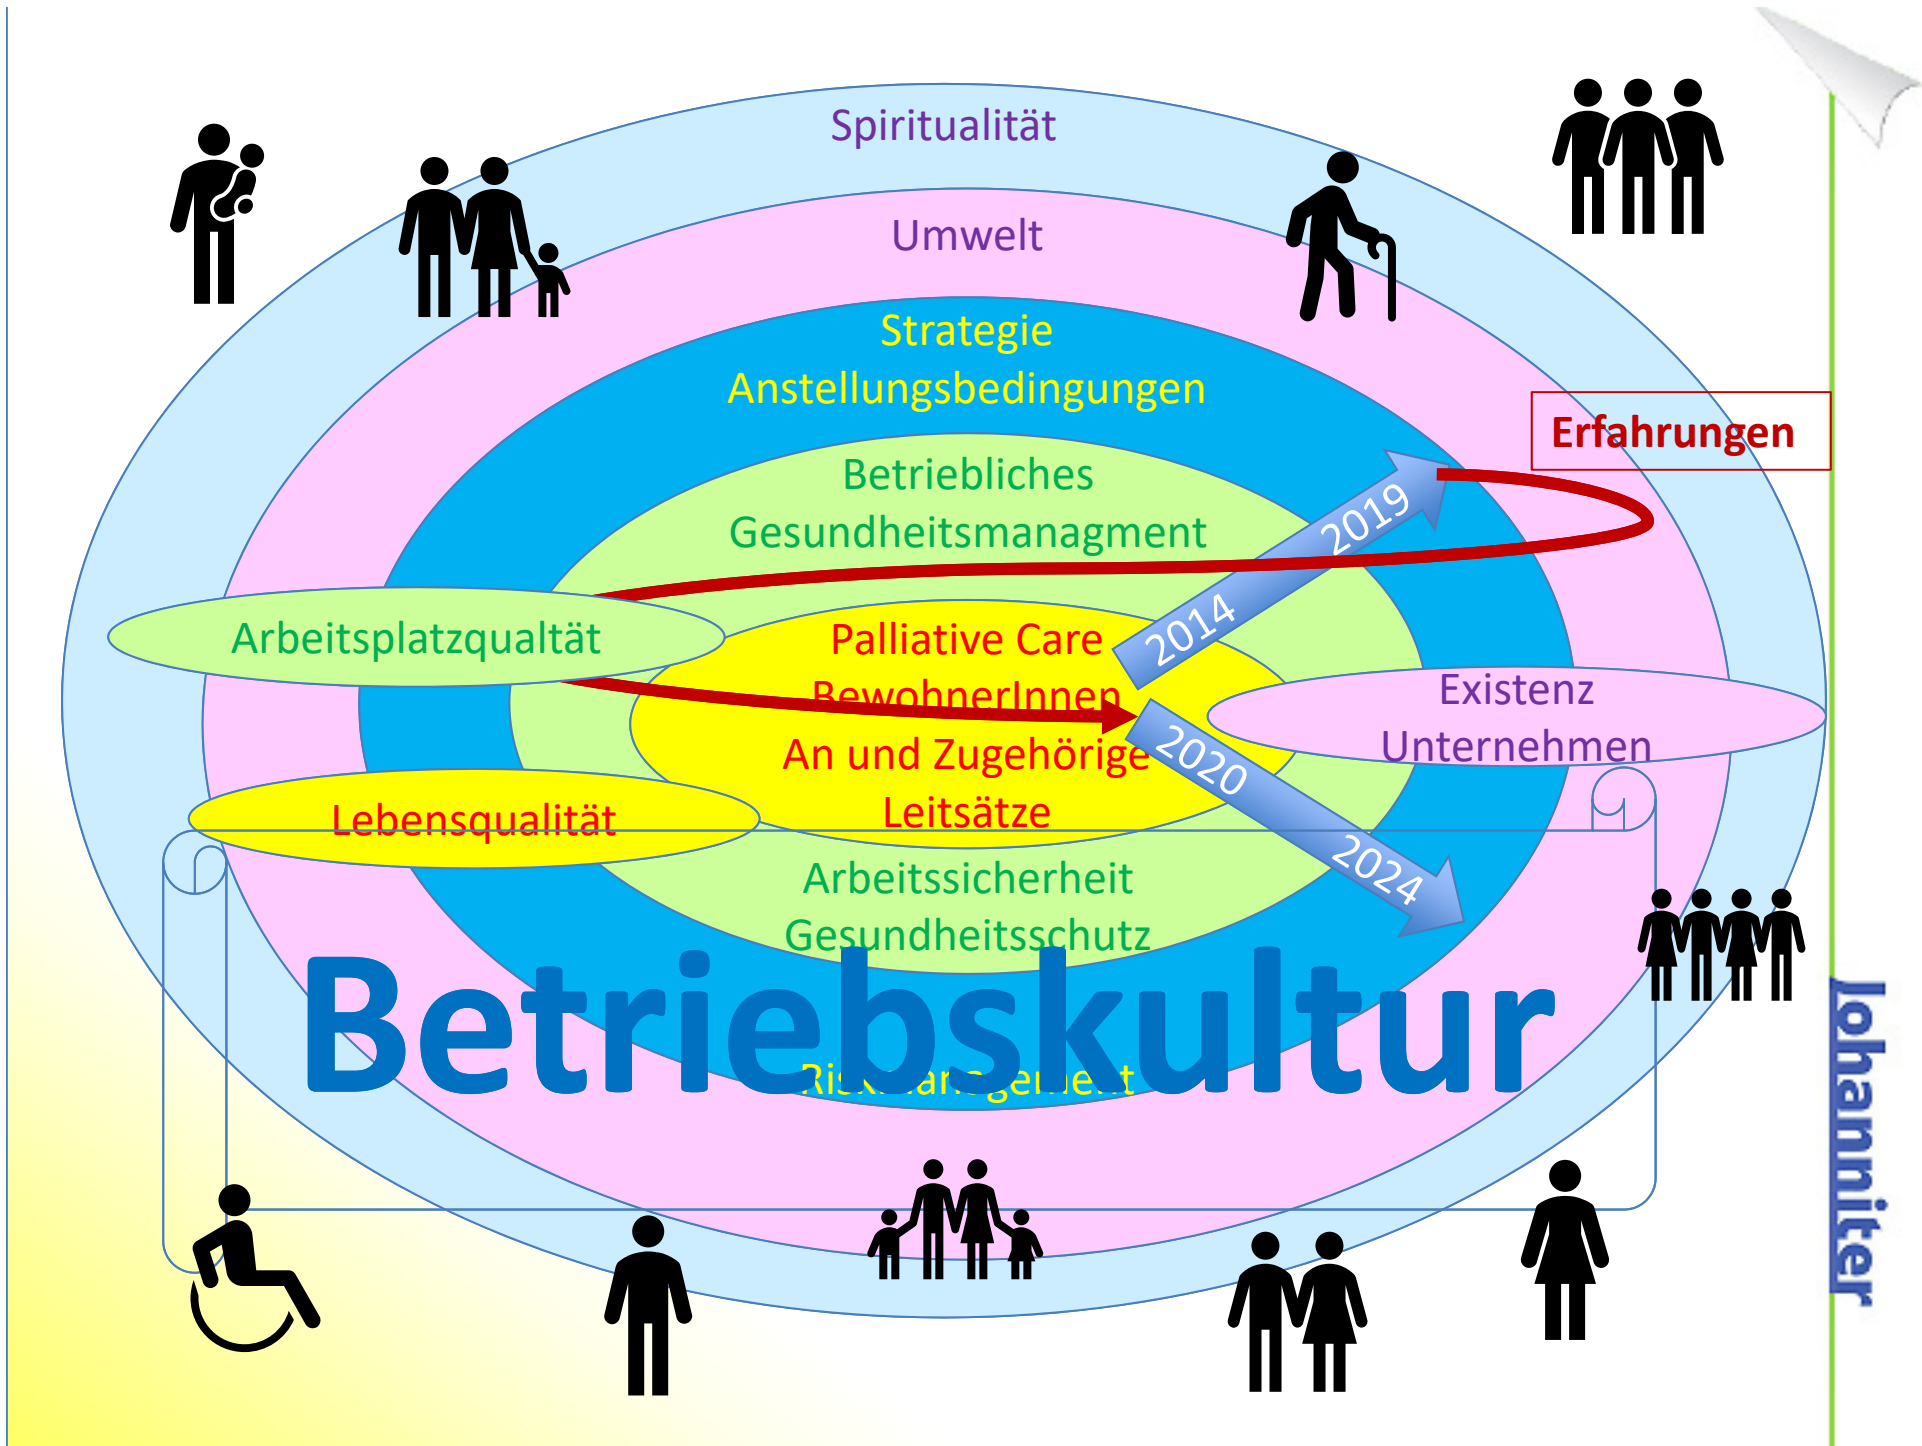 Spiritualität
Umwelt
Strategie
Anstellungsbedingungen
Erfahrungen
Betriebliches
Gesundheitsmanagment
2014 2019
Arbeitsplatzqualtät
Palliative Care
BewohnerInnen
An und Zugehörige
Leitsätze
Existenz
Unternehmen
2020 2024
Lebensqualität
Arbeitssicherheit
Gesundheitsschutz
Betriebskultur
Riskmanagement
Johanniter